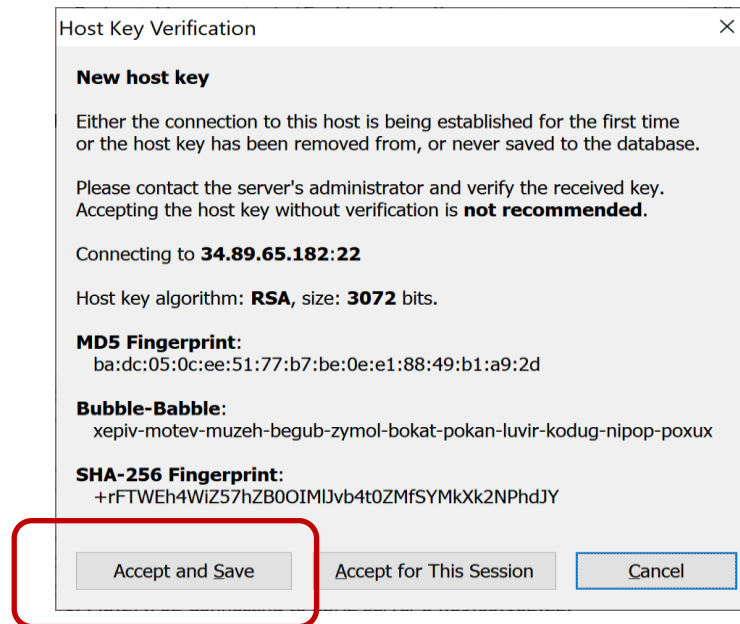 Host Key Verification
New host key
Either the connection to this host is being established for the first time
or the host key has been removed from, or never saved to the database.
Please contact the server's administrator and verify the received key.
Accepting the host key without verification is not recommended.
Connecting to 34.89.65.182:22
Host key algorithm: RSA, size: 3072 bits.
MD5 Fingerprint:
ba:dc:05:0c:ee:51:77:b7:be:0e:e1:88:49:b1:a9:2d
Bubble-Babble:
xepiv-motev-muzeh-begub-zymol-bokat-pokan-luvir-kodug-nipop-poxux
SHA-256 Fingerprint:
+rFTWEh4WiZ57hZB0OIMlJvb4t0ZMfSYMkXk2NPhdJY
Accept and Save Accept for This Session Cancel